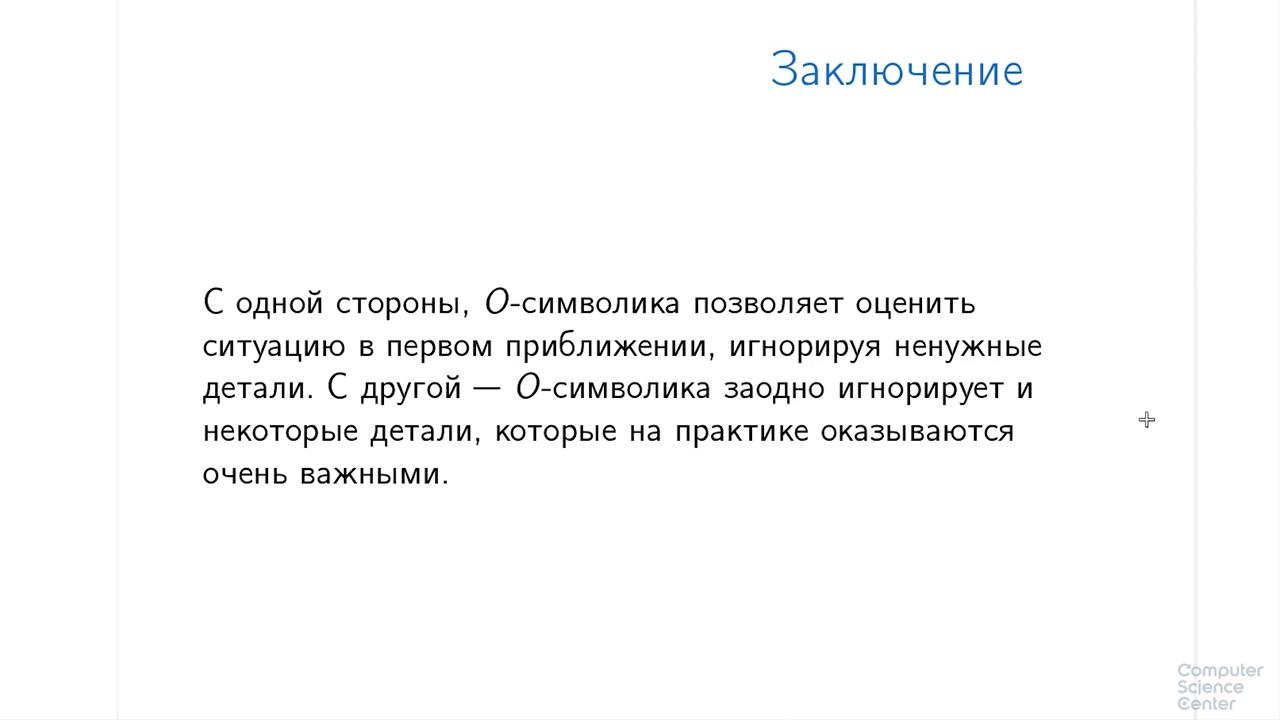 Заключение
С одной стороны, O-символика позволяет оценить
ситуацию в первом приближении, игнорируя ненужные
детали. С другой — O-символика заодно игнорирует и
некоторые детали, которые на практике оказываются
очень важными.
Computer
Science
Center